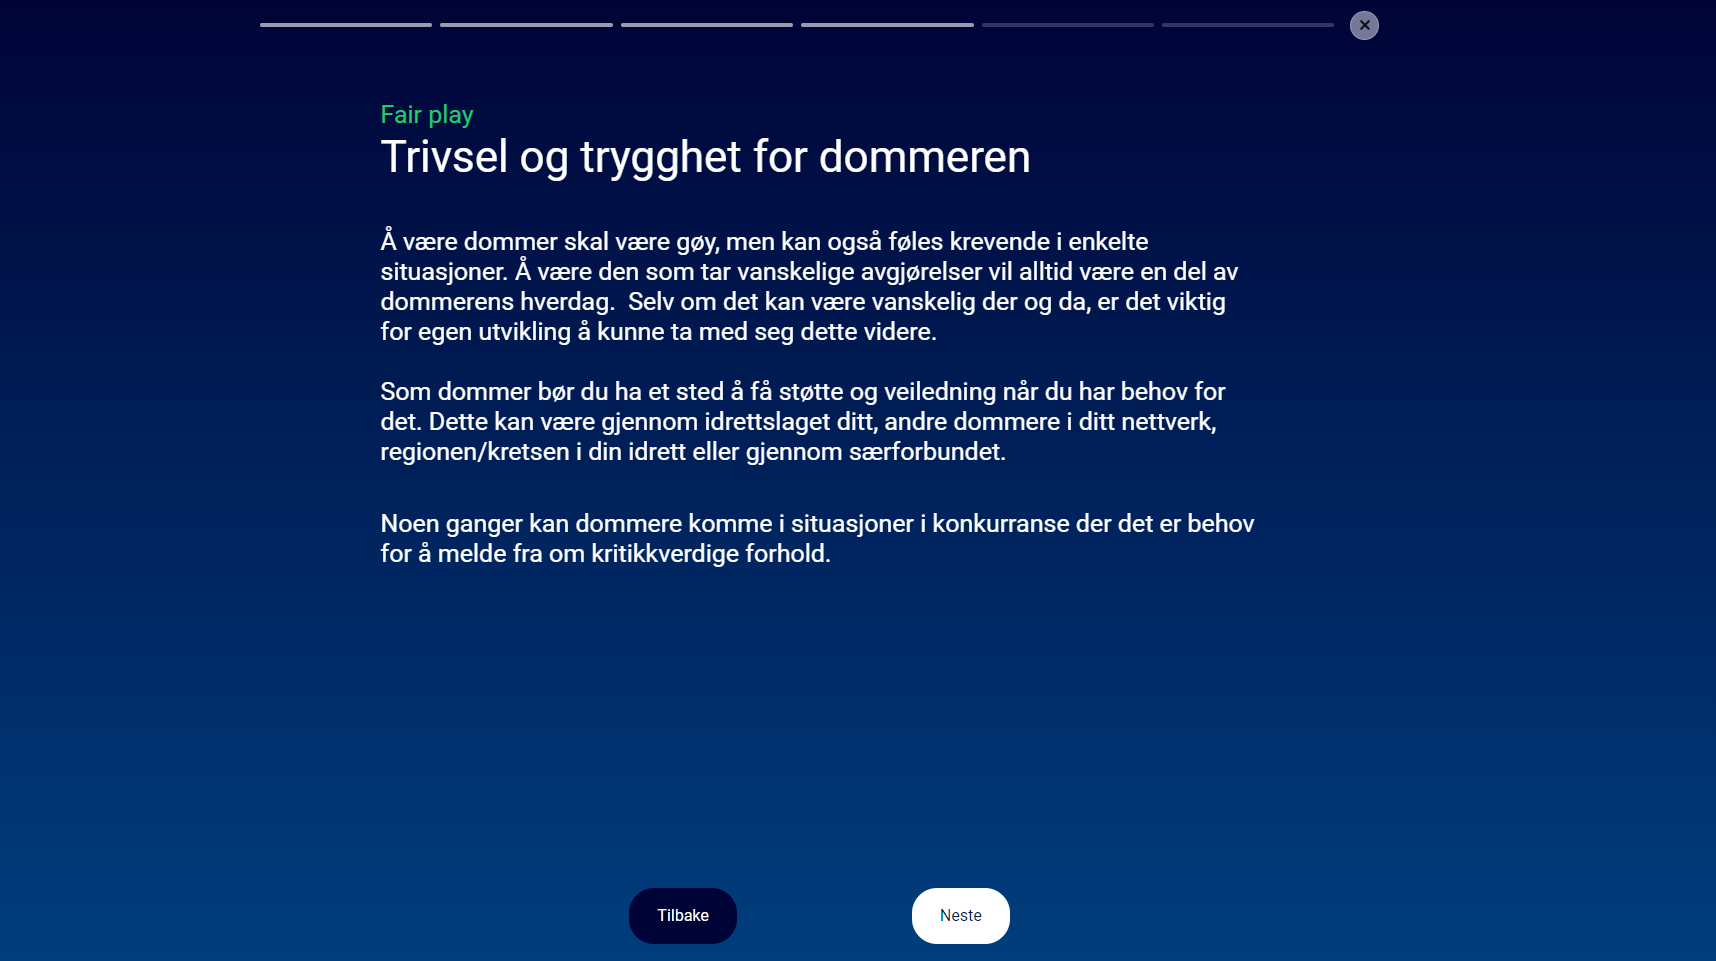 Fair play
Trivsel og trygghet for dommeren
Å være dommer skal være gøy, men kan også føles krevende i enkelte
situasjoner. Å være den som tar vanskelige avgjørelser vil alltid være en del av
dommerens hverdag.  Selv om det kan være vanskelig der og da, er det viktig
for egen utvikling å kunne ta med seg dette videre.
Som dommer bør du ha et sted å få støtte og veiledning når du har behov for
det. Dette kan være gjennom idrettslaget ditt, andre dommere i ditt nettverk,
regionen/kretsen i din idrett eller gjennom særforbundet.
Noen ganger kan dommere komme i situasjoner i konkurranse der det er behov
for å melde fra om kritikkverdige forhold.
Tilbake
Neste